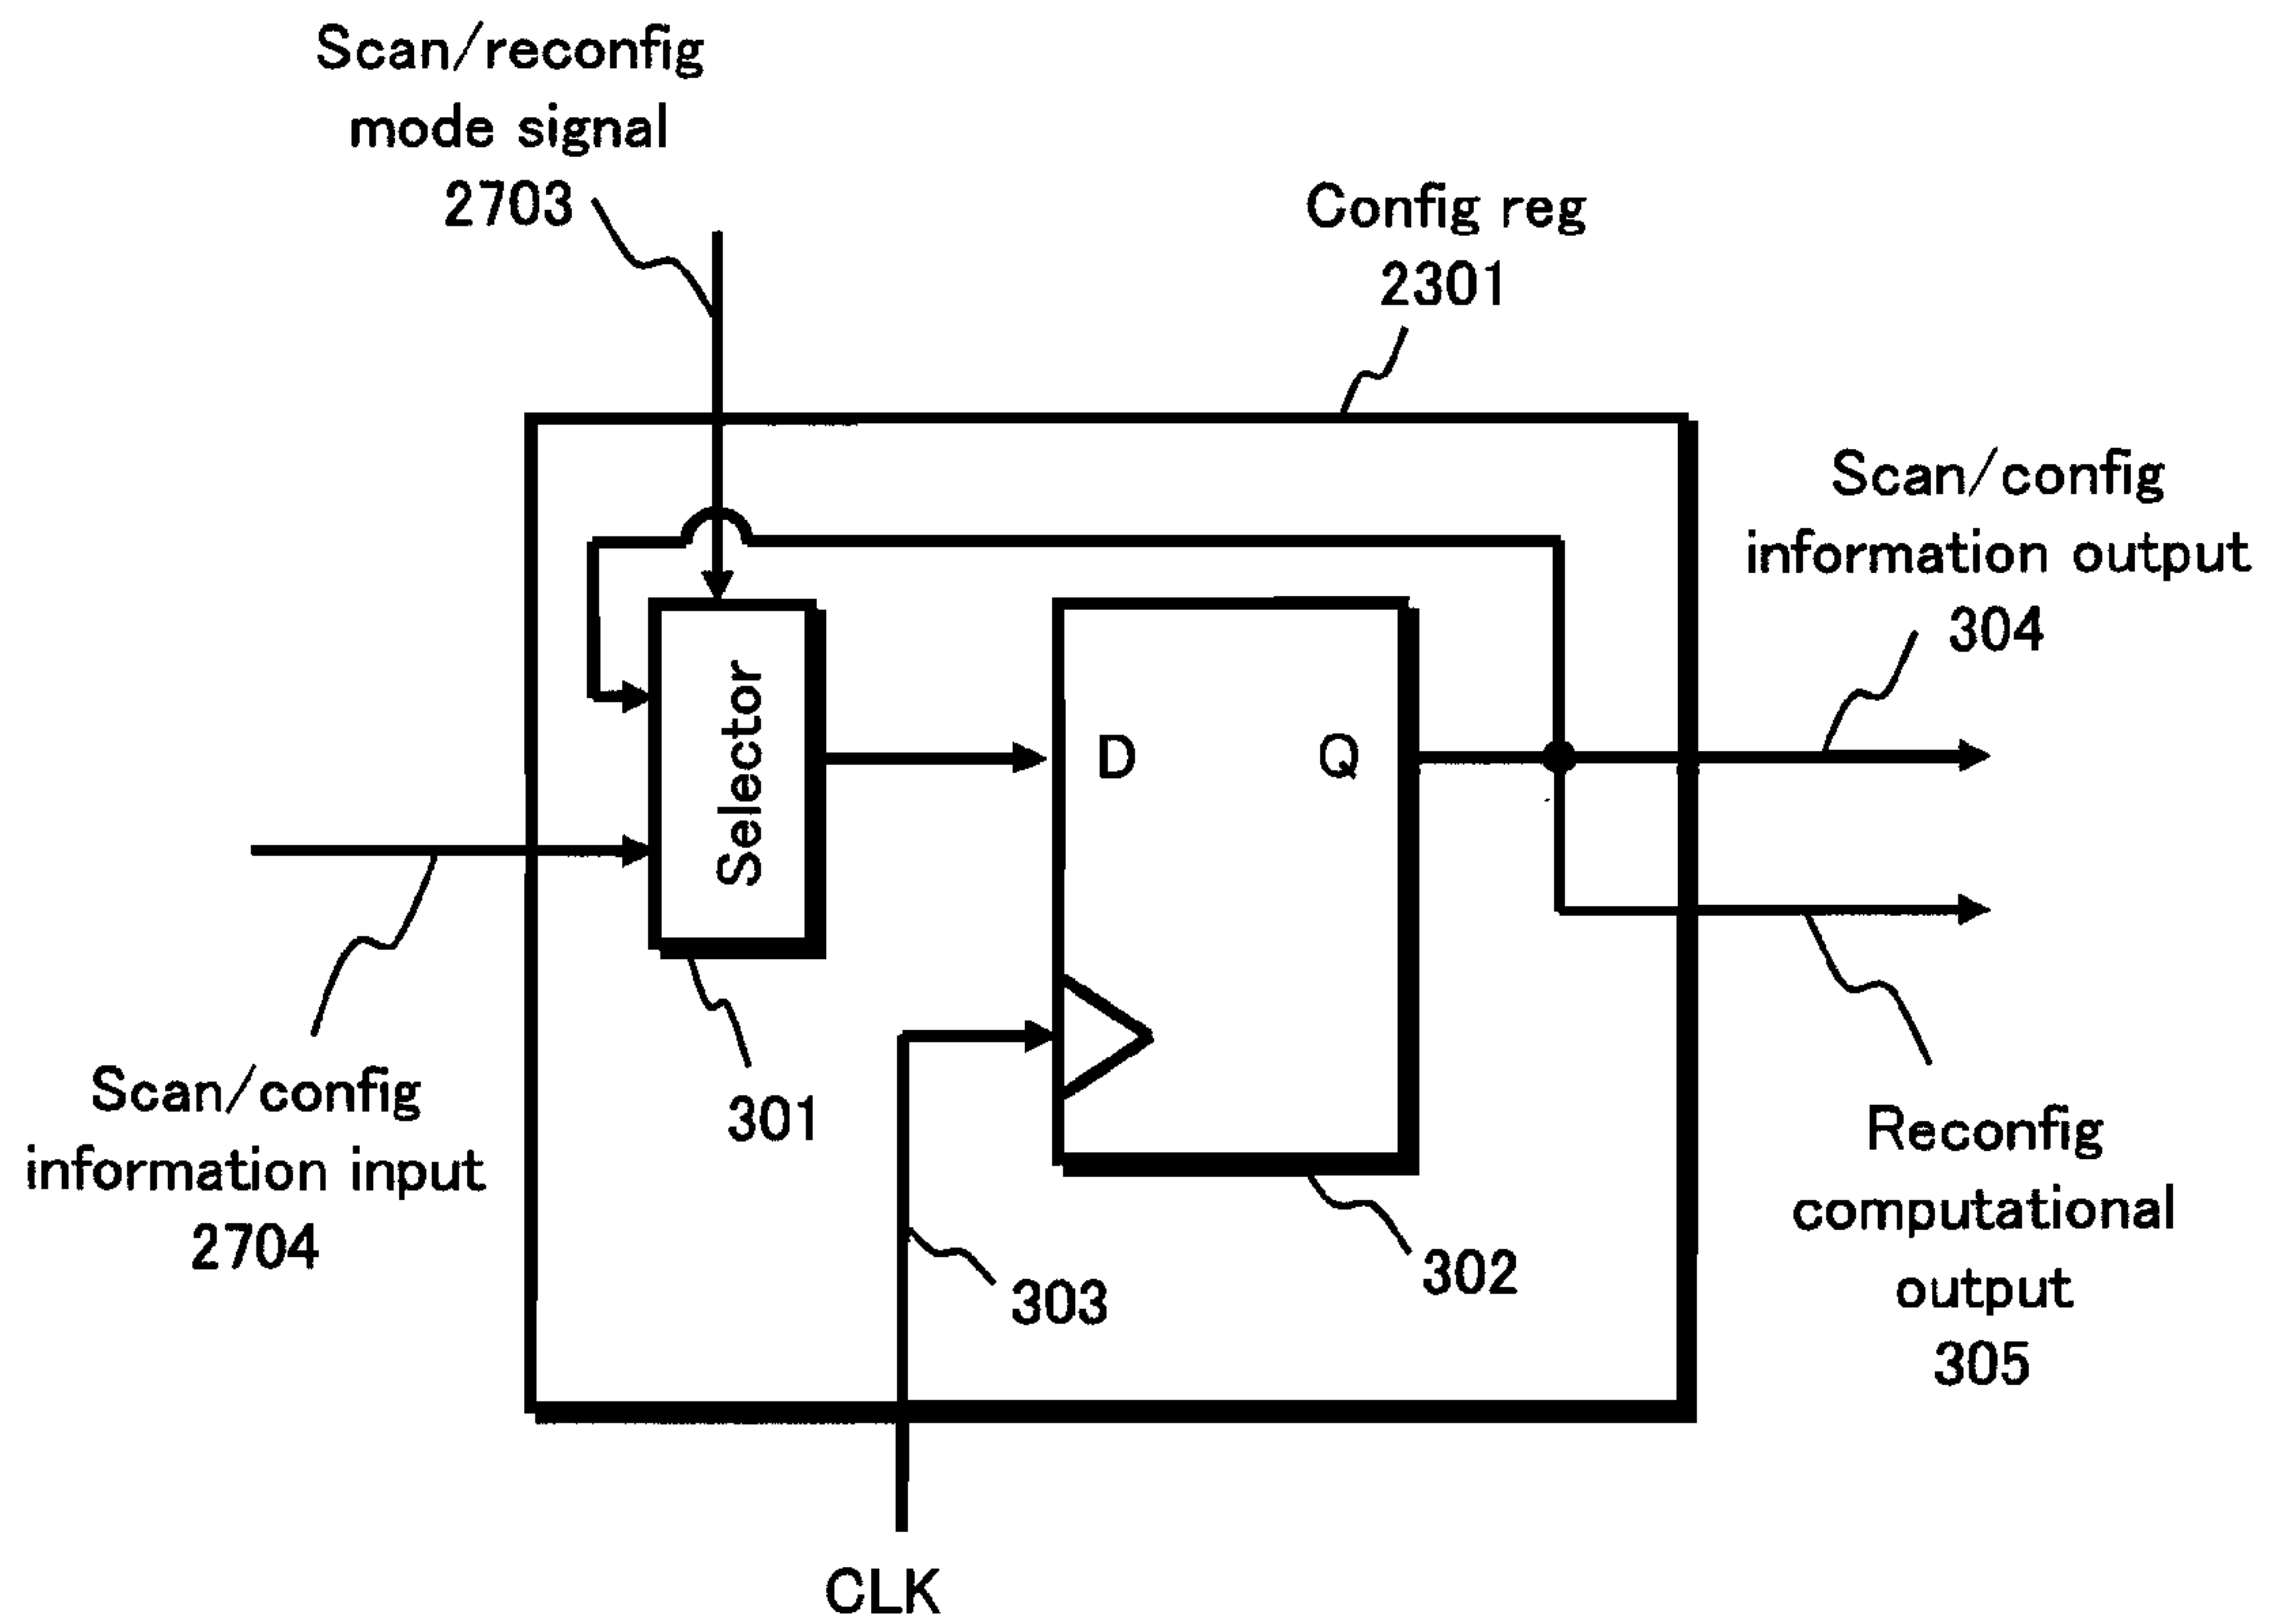 Scan/reconfig
mode signal
2703
Config reg
2301
Scan/config
information output
304
Selector
D
Q
Scan/config
information input
2704
301
303
302
Reconfig
computational
output
305
CLK